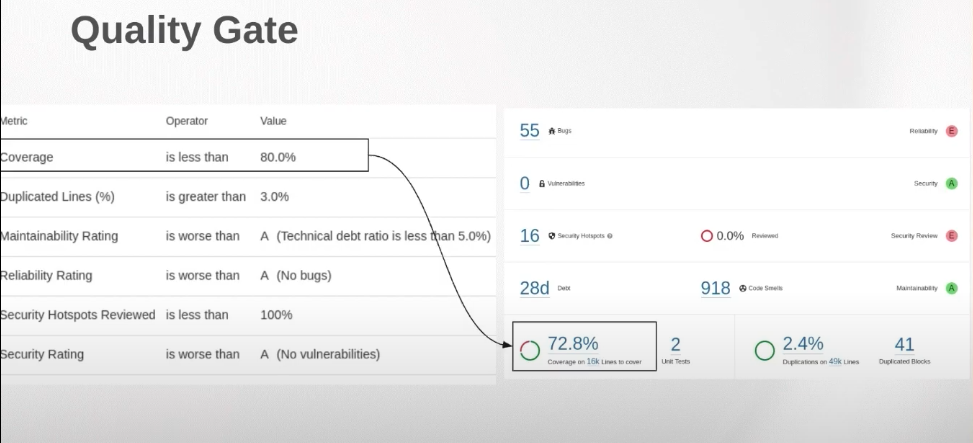 Quality Gate
Metric Operator Value
Coverage is less than 80.0%
Duplicated Lines (%) is greater than 3.0%
Maintainability Rating is worse than A (Technical debt ratio is less than 5.0%)
Reliability Rating is worse than A (No bugs)
Security Hotspots Reviewed is less than 100%
Security Rating is worse than A (No vulnerabilities)
55 Bugs Reliability E
0 Vulnerabilities Security A
16 Security Hotspots 0.0% Reviewed Security Review E
28d Debt 918 Code Smells Maintainability A
72.8% 2 2.4% 41
Coverage on 16k Lines to cover Unit Tests Duplications on 49k Lines Duplicated Blocks